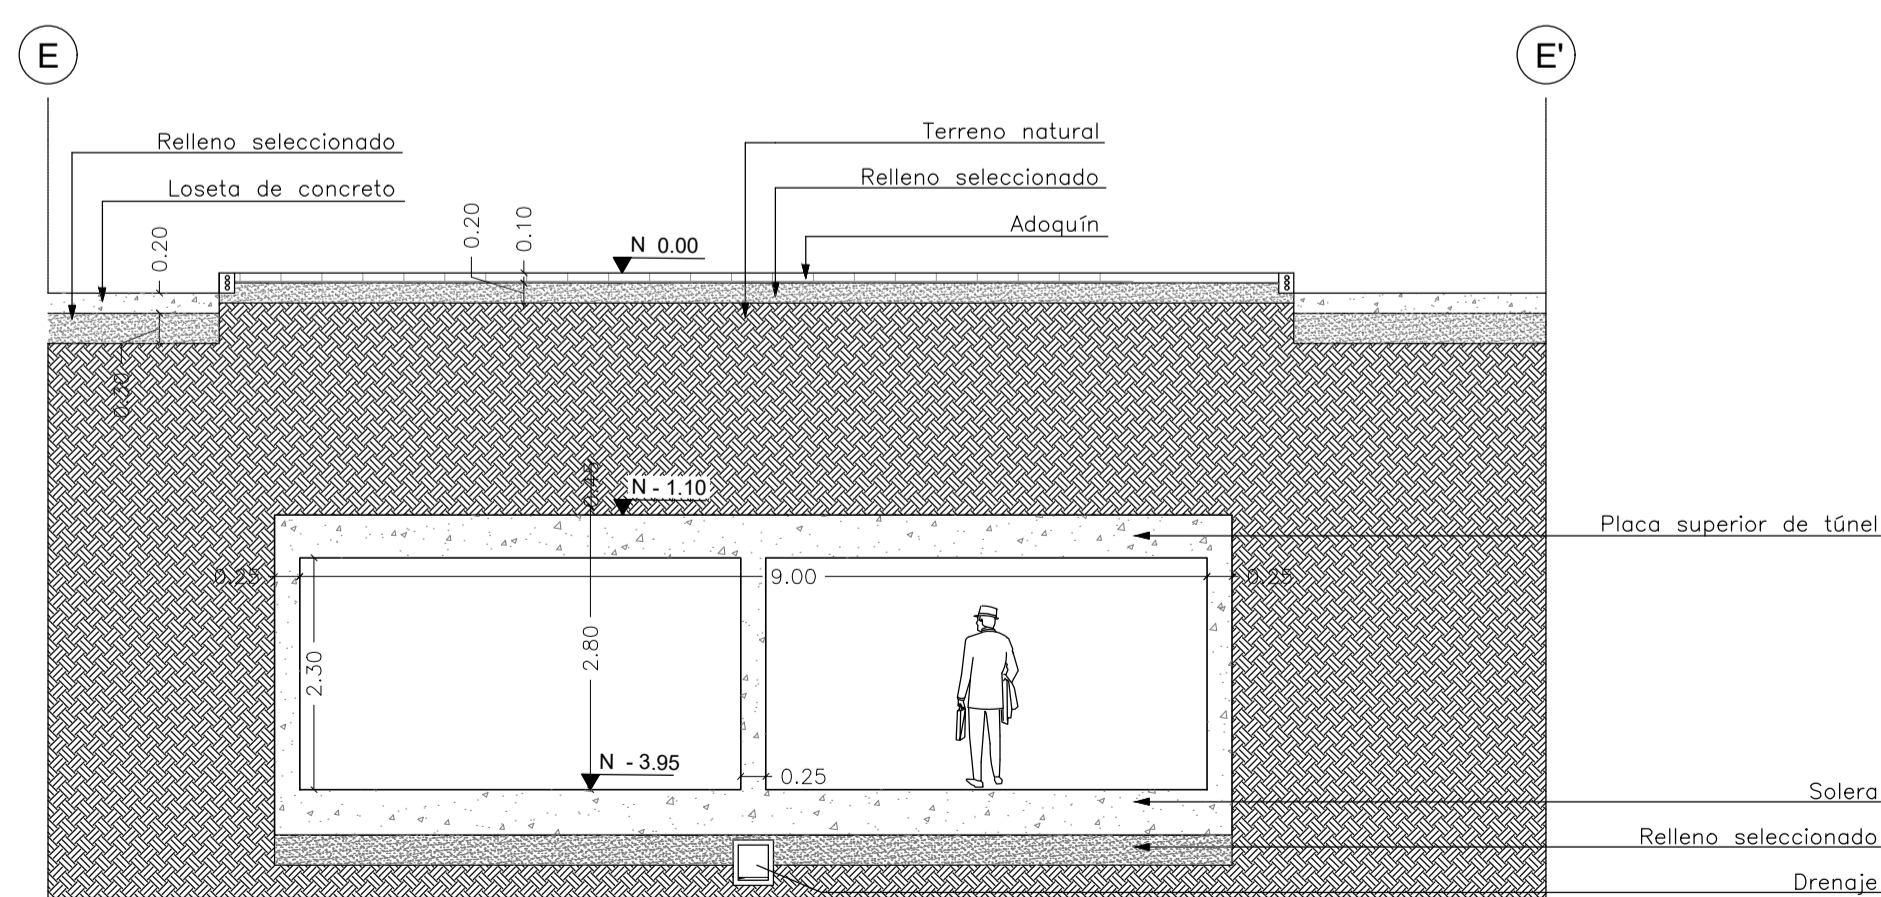 E
E'
Relleno seleccionado
Loseta de concreto
Terreno natural
Relleno seleccionado
Adoquín
0.20
0.20
0.10
N 0.00
0.45
N - 1.10
Placa superior de túnel
0.25
9.00
0.25
2.30
2.80
N - 3.95
0.25
Solera
Relleno seleccionado
Drenaje